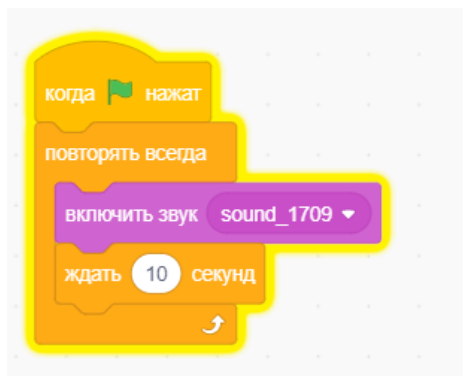 когда нажат
повторять всегда
включить звук sound_1709
ждать 10 секунд